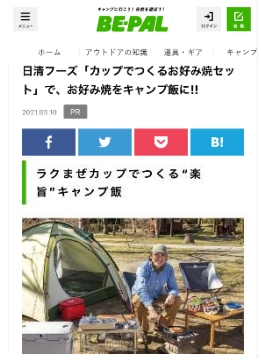 キャンプに行こう！自然を遊ぼう！
BE-PAL
メニュー
ログイン
ホーム アウトドアの知識 道具・ギア キャンプ
日清フーズ「カップでつくるお好み焼セッ
ト」で、お好み焼をキャンプ飯に!!
2021.03.10 PR
B!
ラクまぜカップでつくる“楽
旨”キャンプ飯